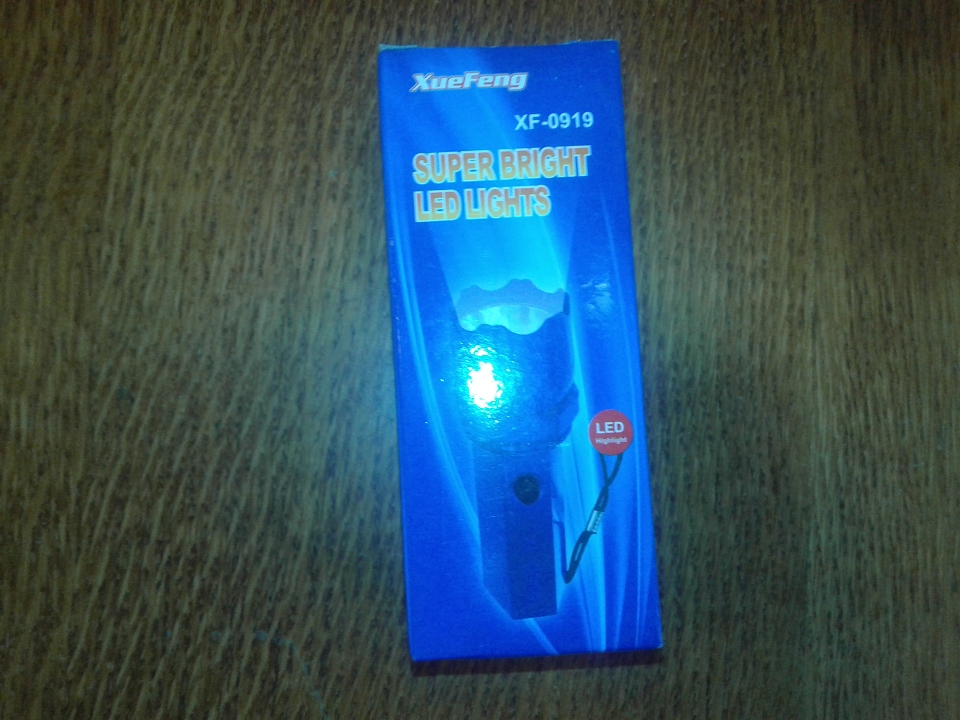 XueFeng
XF-0919
SUPER BRIGHT
LED LIGHTS
LED
Highlight